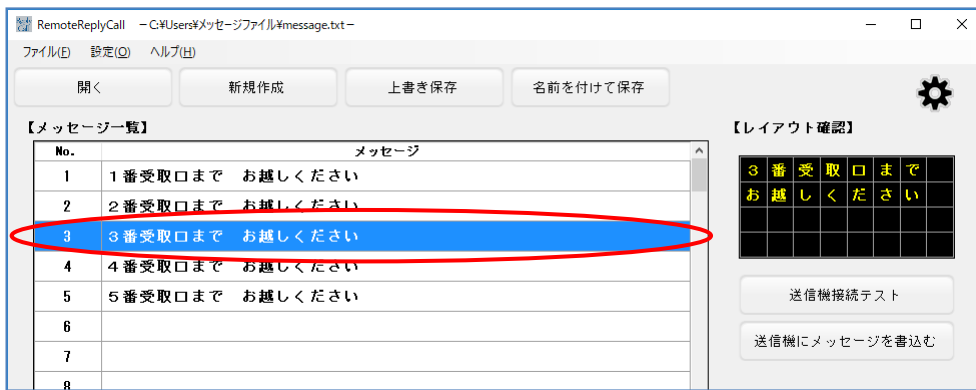 RemoteReplyCall －C:¥Users¥メッセージファイル¥message.txt－
ファイル(F) 設定(O) ヘルプ(H)
開く 新規作成 上書き保存 名前を付けて保存
【メッセージ一覧】
No. メッセージ
1 １番受取口まで　お越しください
2 ２番受取口まで　お越しください
3 ３番受取口まで　お越しください
4 ４番受取口まで　お越しください
5 ５番受取口まで　お越しください
6
7
8
【レイアウト確認】
３番受取口まで
お越しください
送信機接続テスト
送信機にメッセージを書込む